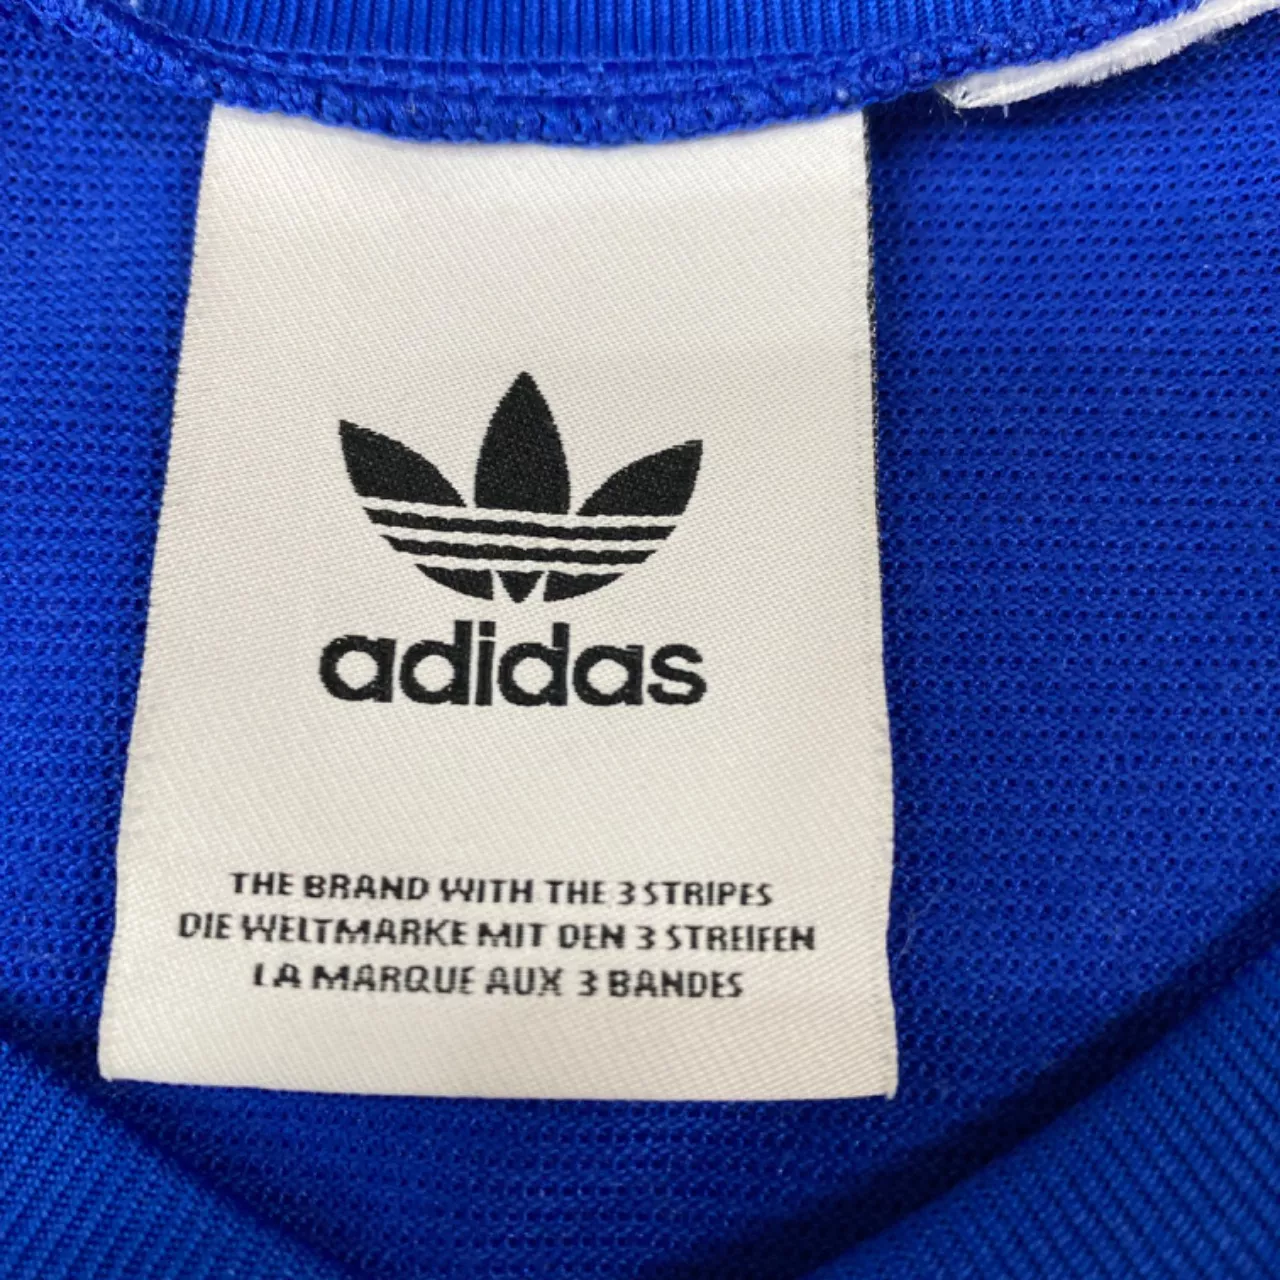 adidas
THE BRAND WITH THE 3 STRIPES
DIE WELTMARKE MIT DEN 3 STREIFEN
LA MARQUE AUX 3 BANDES